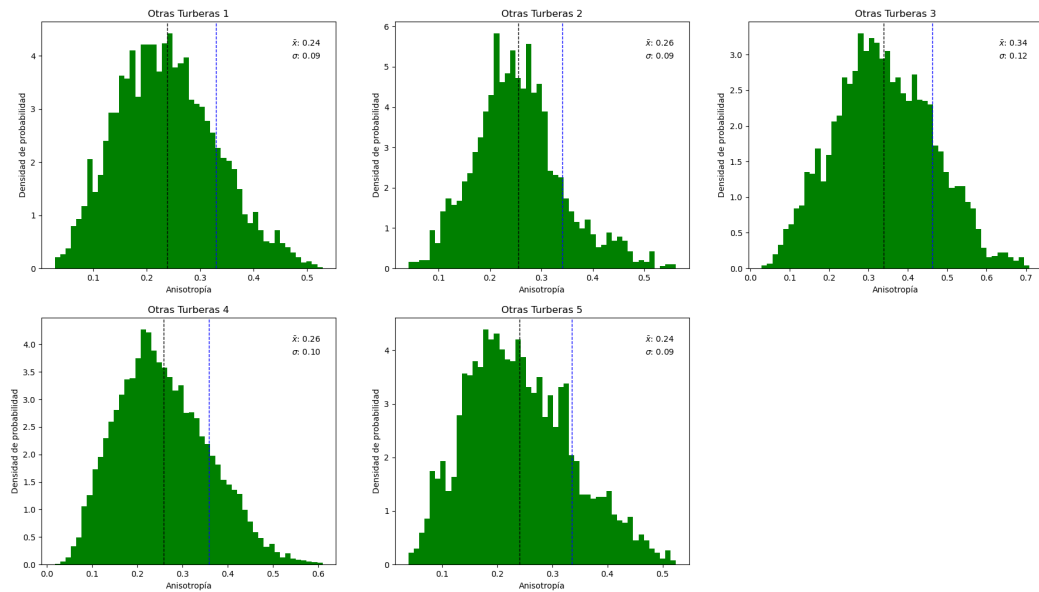 Otras Turberas 1
x̄: 0.24
σ: 0.09
Densidad de probabilidad
4
3
2
1
0
0.1 0.2 0.3 0.4 0.5
Anisotropía
Otras Turberas 2
x̄: 0.26
σ: 0.09
Densidad de probabilidad
6
5
4
3
2
1
0
0.1 0.2 0.3 0.4 0.5
Anisotropía
Otras Turberas 3
x̄: 0.34
σ: 0.12
Densidad de probabilidad
3.0
2.5
2.0
1.5
1.0
0.5
0.0
0.0 0.1 0.2 0.3 0.4 0.5 0.6 0.7
Anisotropía
Otras Turberas 4
x̄: 0.26
σ: 0.10
Densidad de probabilidad
4.0
3.5
3.0
2.5
2.0
1.5
1.0
0.5
0.0
0.0 0.1 0.2 0.3 0.4 0.5 0.6
Anisotropía
Otras Turberas 5
x̄: 0.24
σ: 0.09
Densidad de probabilidad
4
3
2
1
0
0.1 0.2 0.3 0.4 0.5
Anisotropía